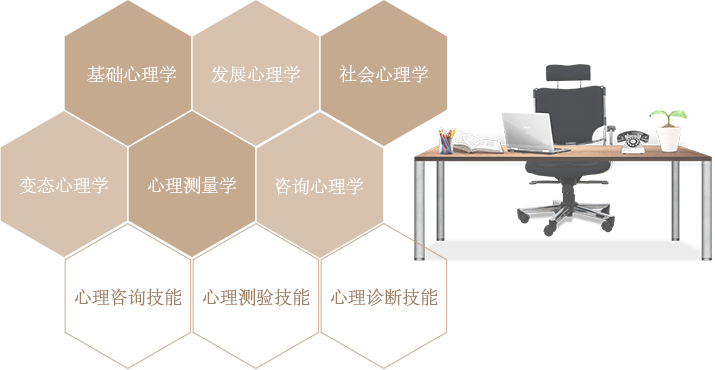 基础心理学
发展心理学
社会心理学
变态心理学
心理测量学
咨询心理学
心理咨询技能
心理测验技能
心理诊断技能